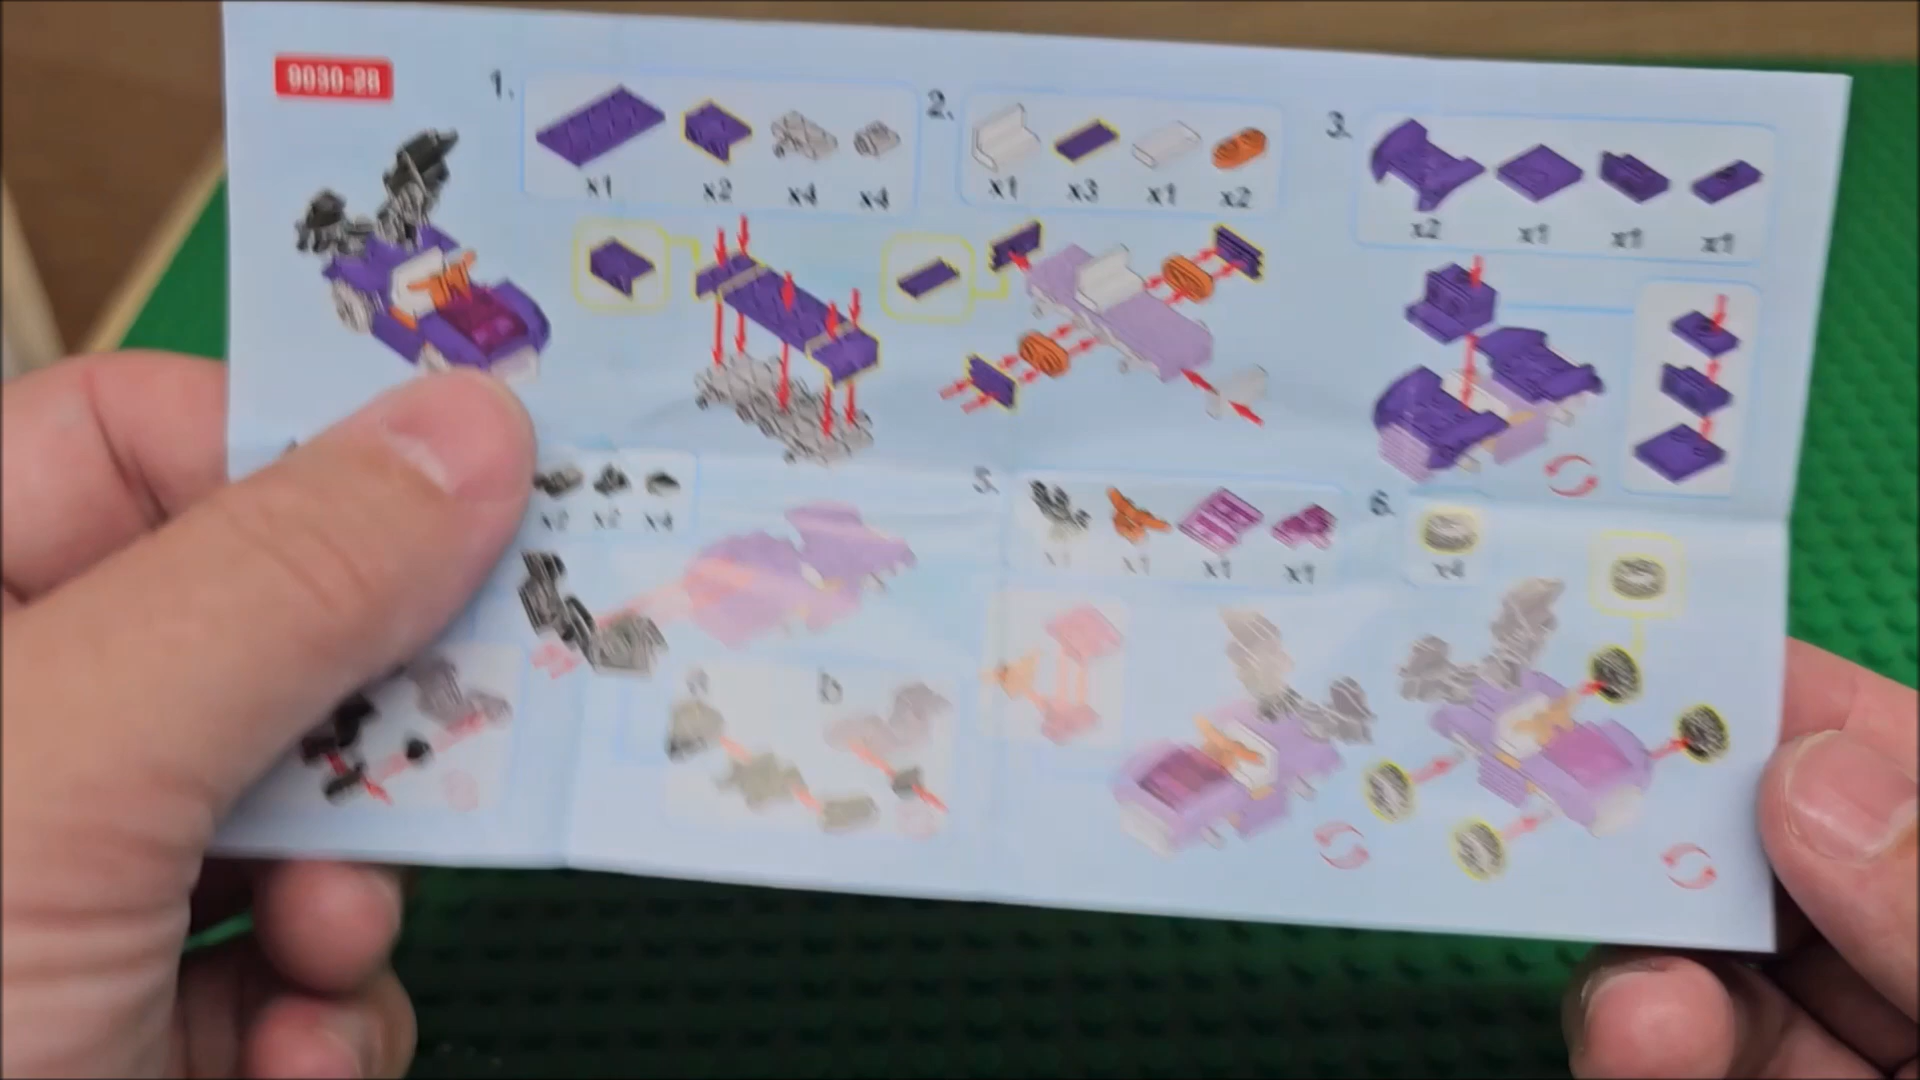 9030-28
1.
x1 x2 x4 x4
2.
x1 x3 x1 x2
3.
x2 x1 x1 x1
x2 x2 x4
a b
5.
x1 x1 x1 x1
6.
x4